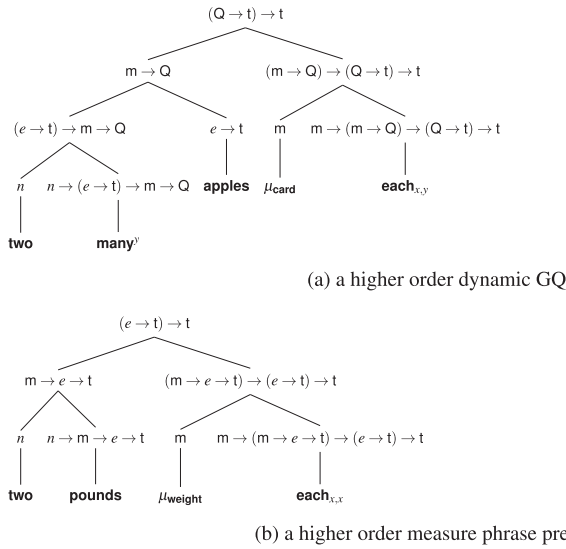 (Q → t) → t
m → Q (m → Q) → (Q → t) → t
(e → t) → m → Q e → t m m → (m → Q) → (Q → t) → t
n n → (e → t) → m → Q apples μcard eachx,y
two manyy
(a) a higher order dynamic GQ
(e → t) → t
m → e → t (m → e → t) → (e → t) → t
n n → m → e → t m m → (m → e → t) → (e → t) → t
two pounds μweight eachx,x
(b) a higher order measure phrase pre